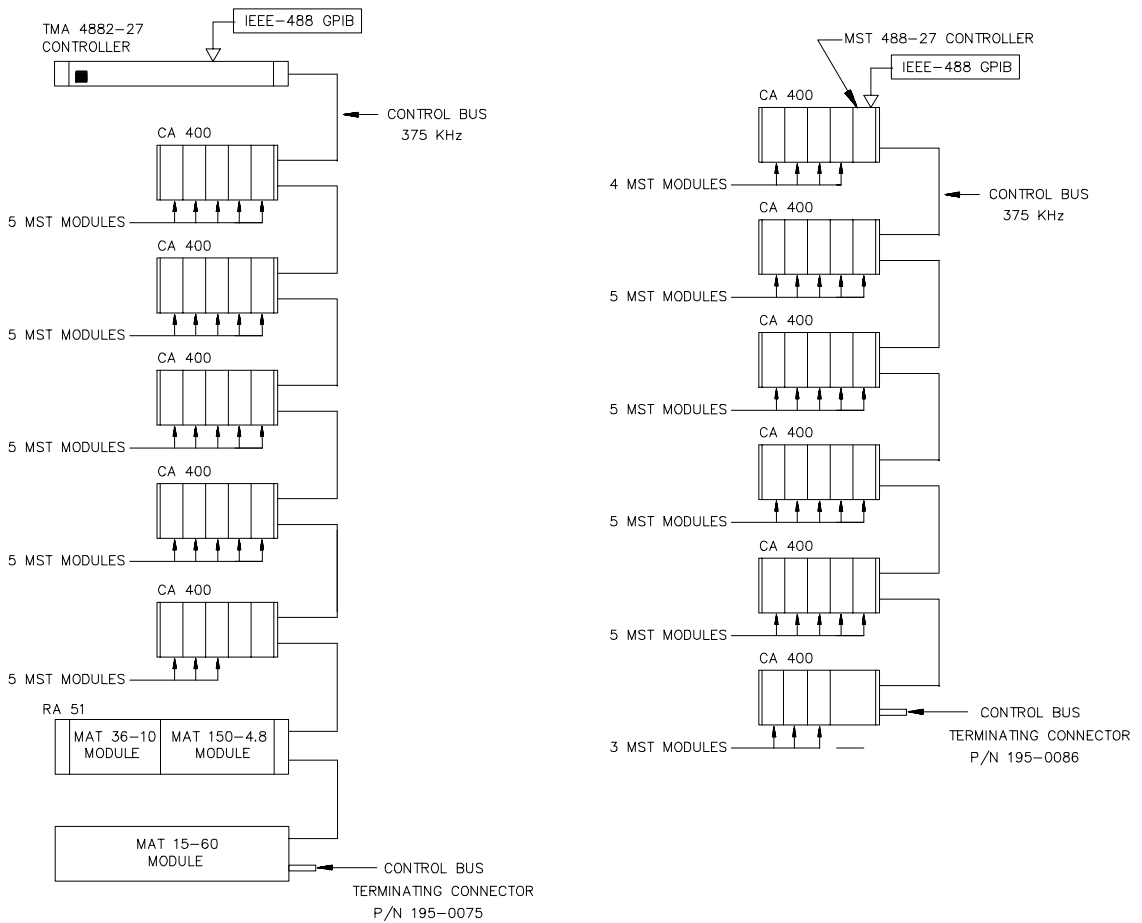 TMA 4882-27
CONTROLLER
IEEE-488 GPIB
CONTROL BUS
375 KHz
CA 400
5 MST MODULES
CA 400
5 MST MODULES
CA 400
5 MST MODULES
CA 400
5 MST MODULES
CA 400
5 MST MODULES
RA 51
MAT 36-10
MODULE
MAT 150-4.8
MODULE
MAT 15-60
MODULE
CONTROL BUS
TERMINATING CONNECTOR
P/N 195-0075
MST 488-27 CONTROLLER
IEEE-488 GPIB
CA 400
4 MST MODULES
CONTROL BUS
375 KHz
CA 400
5 MST MODULES
CA 400
5 MST MODULES
CA 400
5 MST MODULES
CA 400
5 MST MODULES
CA 400
3 MST MODULES
CONTROL BUS
TERMINATING CONNECTOR
P/N 195-0086